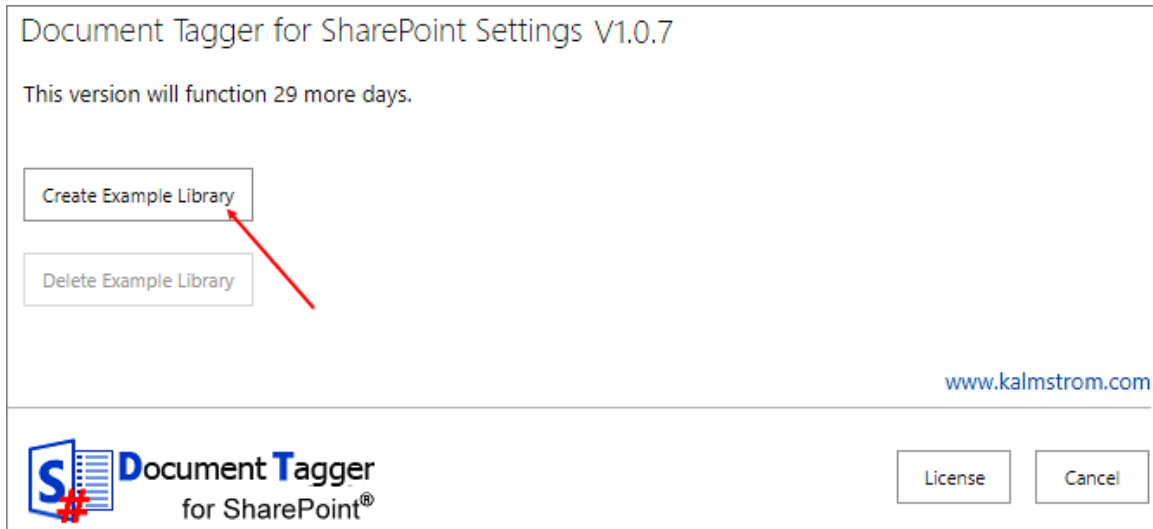 Document Tagger for SharePoint Settings V1.0.7
This version will function 29 more days.
Create Example Library
Delete Example Library
www.kalmstrom.com
S#
Document Tagger
for SharePoint®
License
Cancel